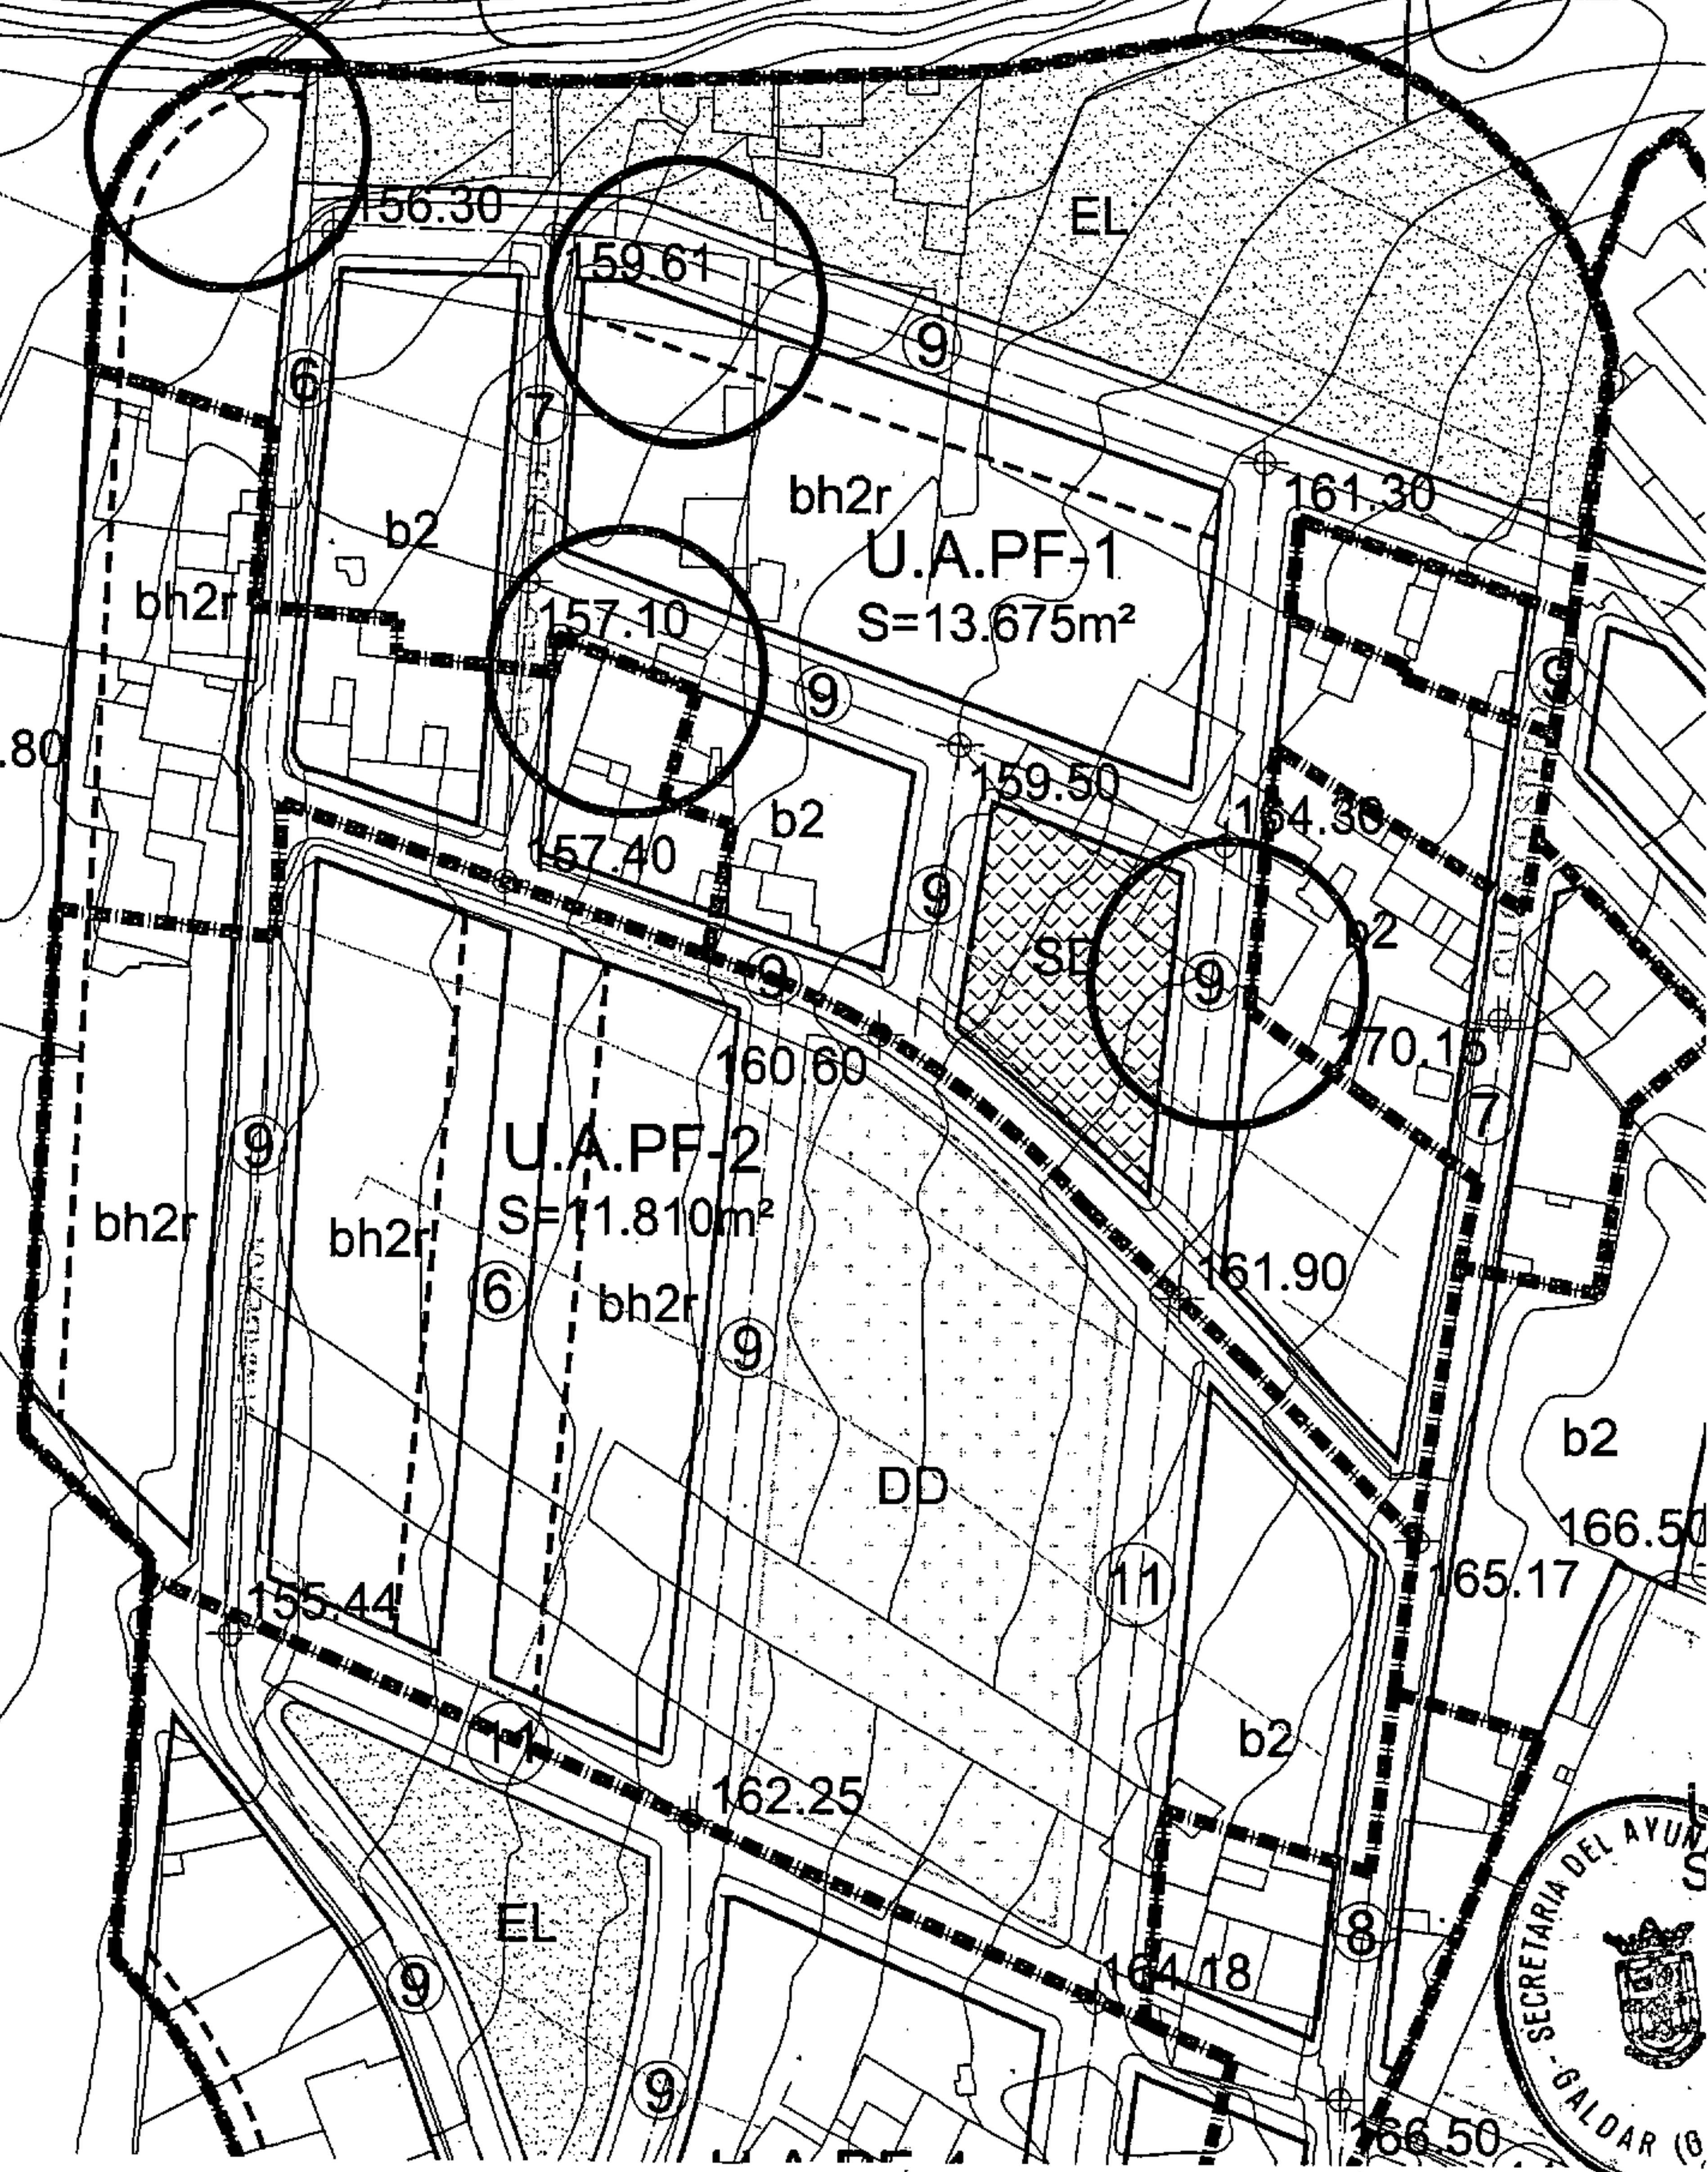 156.30
EL
159.61
9
6
7
161.30
bh2r
b2
U.A.PF-1
bh2r
S=13.675m²
157.10
9
9
.80
159.50
164.30
b2
157.40
9
b2
SD
9
9
170.15
160.60
7
U.A.PF-2
9
S=11.810m²
bh2r
bh2r
161.90
6
bh2r
9
b2
DD
166.50
11
165.17
155.44
11
b2
162.25
EL
8
9
164.18
9
166.50
SECRETARIA DEL AYUN
- GALDAR (G